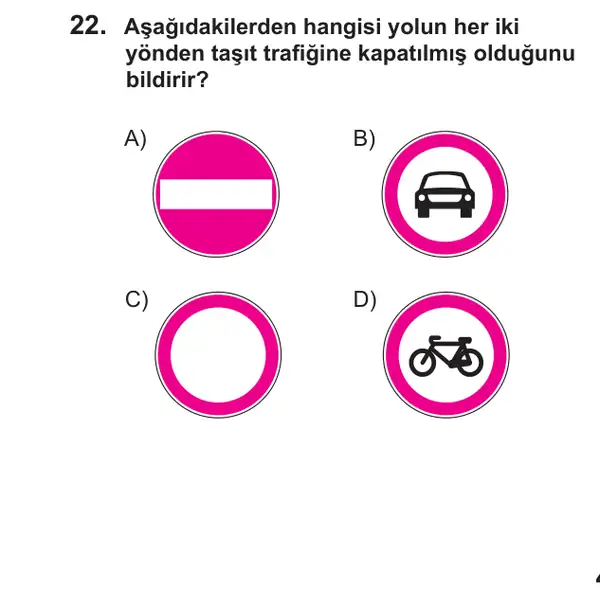 22. Aşağıdakilerden hangisi yolun her iki
yönden taşıt trafiğine kapatılmış olduğunu
bildirir?
A)
B)
C)
D)